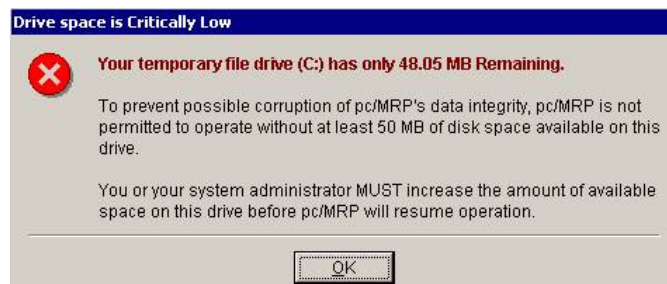 Drive space is Critically Low
Your temporary file drive (C:) has only 48.05 MB Remaining.
To prevent possible corruption of pc/MRP's data integrity, pc/MRP is not
permitted to operate without at least 50 MB of disk space available on this
drive.
You or your system administrator MUST increase the amount of available
space on this drive before pc/MRP will resume operation.
OK